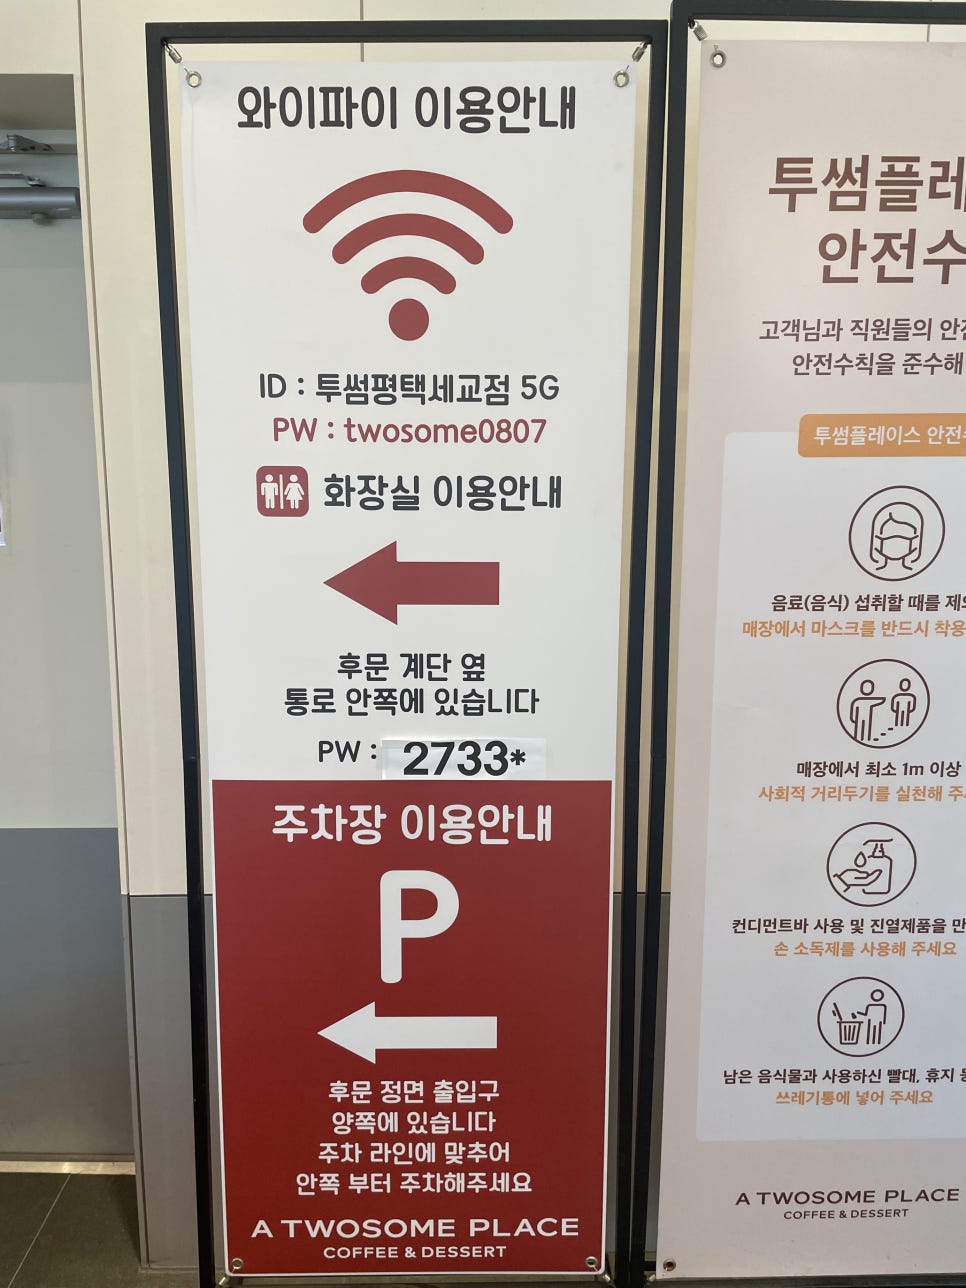 와이파이 이용안내
ID : 투썸평택세교점 5G
PW : twosome0807
화장실 이용안내
후문 계단 옆
통로 안쪽에 있습니다
PW : 2733*
주차장 이용안내
P
후문 정면 출입구
양쪽에 있습니다
주차 라인에 맞추어
안쪽 부터 주차해주세요
A TWOSOME PLACE
COFFEE & DESSERT
투썸플레
안전수
고객님과 직원들의
안전수칙을 준수해
투썸플레이스
음료(음식) 섭취할 때를
매장에서 마스크를 반드시 착용
매장에서 최소 1m 이상
사회적 거리두기를 실천해
컨디먼트바 사용 및 진열제품을
손 소독제를 사용해 주세요
남은 음식물과 사용하신 빨대, 휴지
쓰레기통에 넣어 주세요
A TWOSOME PLACE
COFFEE & DESSERT